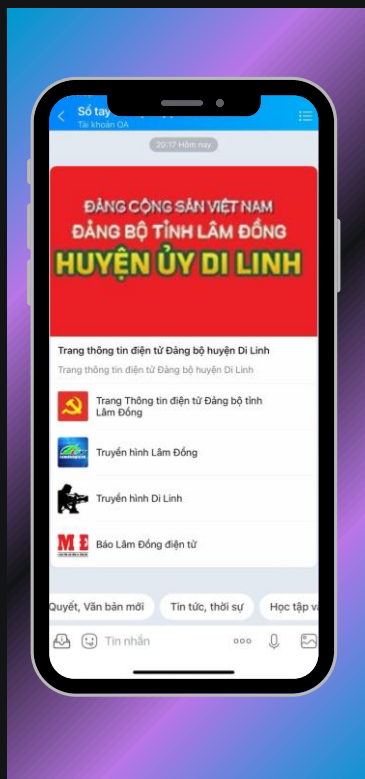 Sổ tay
Tài khoản OA
20:17 Hôm nay
ĐẢNG CỘNG SẢN VIỆT NAM
ĐẢNG BỘ TỈNH LÂM ĐỒNG
HUYỆN ỦY DI LINH
Trang thông tin điện tử Đảng bộ huyện Di Linh
Trang thông tin điện tử Đảng bộ huyện Di Linh
Trang Thông tin điện tử Đảng bộ tỉnh
Lâm Đồng
Truyền hình Lâm Đồng
Truyền hình Di Linh
Báo Lâm Đồng điện tử
Quyết, Văn bản mới
Tin tức, thời sự
Học tập
Tin nhắn